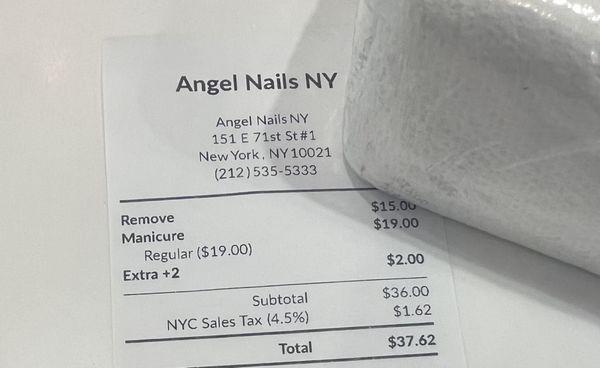 Angel Nails NY
Angel Nails NY
151 E 71st St #1
New York, NY 10021
(212) 535-5333
Remove $15.00
Manicure $19.00
Regular ($19.00)
Extra +2 $2.00
Subtotal $36.00
NYC Sales Tax (4.5%) $1.62
Total $37.62